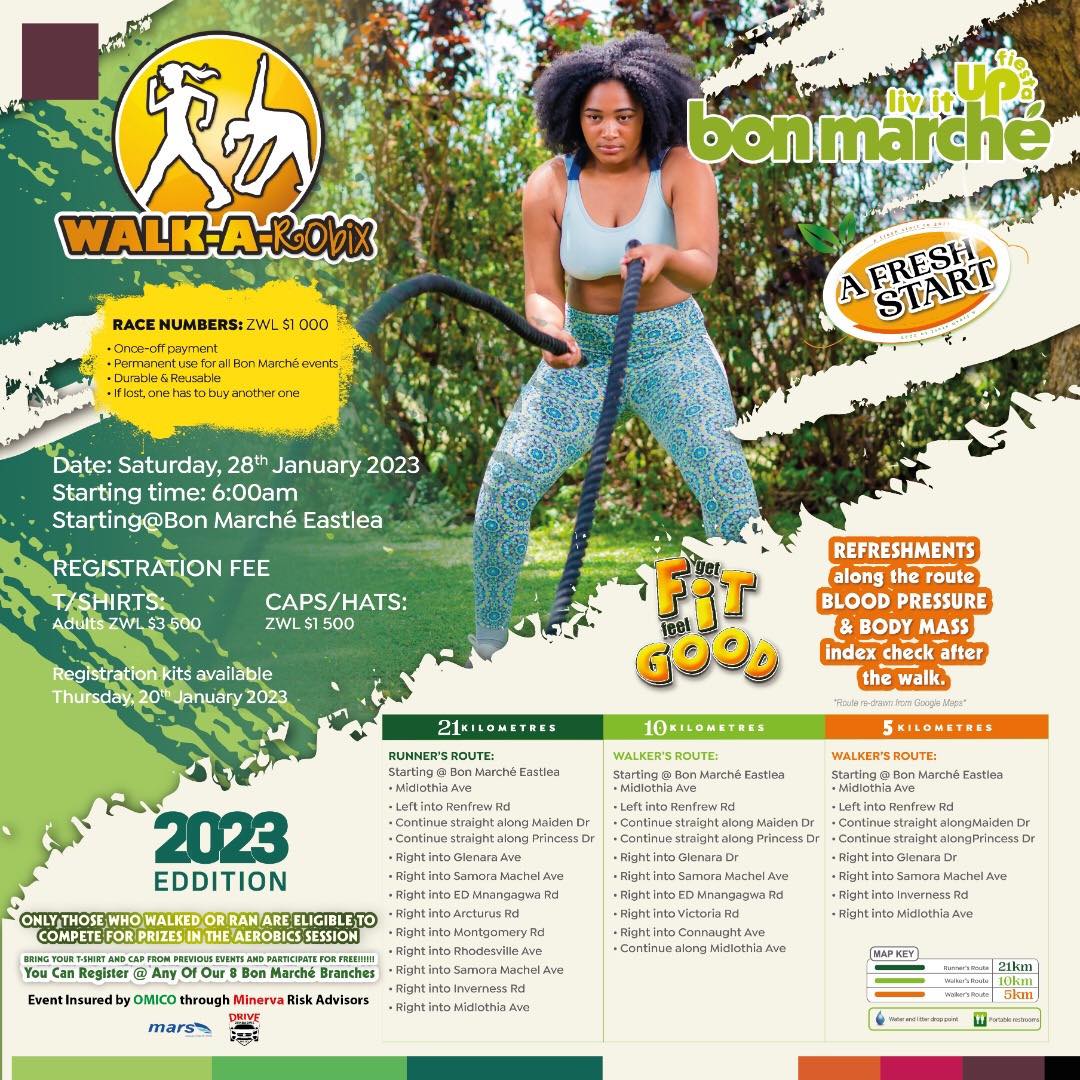 WALK-A-RObix
liv it up
fiesta
bon marché
A FRESH
START
RACE NUMBERS: ZWL $1 000
• Once-off payment
• Permanent use for all Bon Marché events
• Durable & Reusable
• If lost, one has to buy another one
Date: Saturday, 28th January 2023
Starting time: 6:00am
Starting@Bon Marché Eastlea
REGISTRATION FEE
T/SHIRTS:
Adults ZWL $3 500
CAPS/HATS:
ZWL $1 500
Registration kits available
Thursday, 20th January 2023
get
FiT
feel
GOOD
REFRESHMENTS
along the route
BLOOD PRESSURE
& BODY MASS
index check after
the walk.
"Route re-drawn from Google Maps"
21 KILOMETRES
RUNNER'S ROUTE:
Starting @ Bon Marché Eastlea
• Midlothia Ave
• Left into Renfrew Rd
• Continue straight along Maiden Dr
• Continue straight along Princess Dr
• Right into Glenara Ave
• Right into Samora Machel Ave
• Right into ED Mnangagwa Rd
• Right into Arcturus Rd
• Right into Montgomery Rd
• Right into Rhodesville Ave
• Right into Samora Machel Ave
• Right into Inverness Rd
• Right into Midlothia Ave
10 KILOMETRES
WALKER'S ROUTE:
Starting @ Bon Marché Eastlea
• Midlothia Ave
• Left into Renfrew Rd
• Continue straight along Maiden Dr
• Continue straight along Princess Dr
• Right into Glenara Dr
• Right into Samora Machel Ave
• Right into ED Mnangagwa Rd
• Right into Victoria Rd
• Right into Connaught Ave
• Continue along Midlothia Ave
5 KILOMETRES
WALKER'S ROUTE:
Starting @ Bon Marché Eastlea
• Midlothia Ave
• Left into Renfrew Rd
• Continue straight alongMaiden Dr
• Continue straight alongPrincess Dr
• Right into Glenara Dr
• Right into Samora Machel Ave
• Right into Inverness Rd
• Right into Midlothia Ave
MAP KEY
Runner's Route 21km
Walker's Route 10km
Walker's Route 5km
Water and litter drop point
Portable restrooms
2023
EDDITION
ONLY THOSE WHO WALKED OR RAN ARE ELIGIBLE TO
COMPETE FOR PRIZES IN THE AEROBICS SESSION
BRING YOUR T-SHIRT AND CAP FROM PREVIOUS EVENTS AND PARTICIPATE FOR FREE!!!!!!
You Can Register @ Any Of Our 8 Bon Marché Branches
Event Insured by OMICO through Minerva Risk Advisors
mars
DRIVE